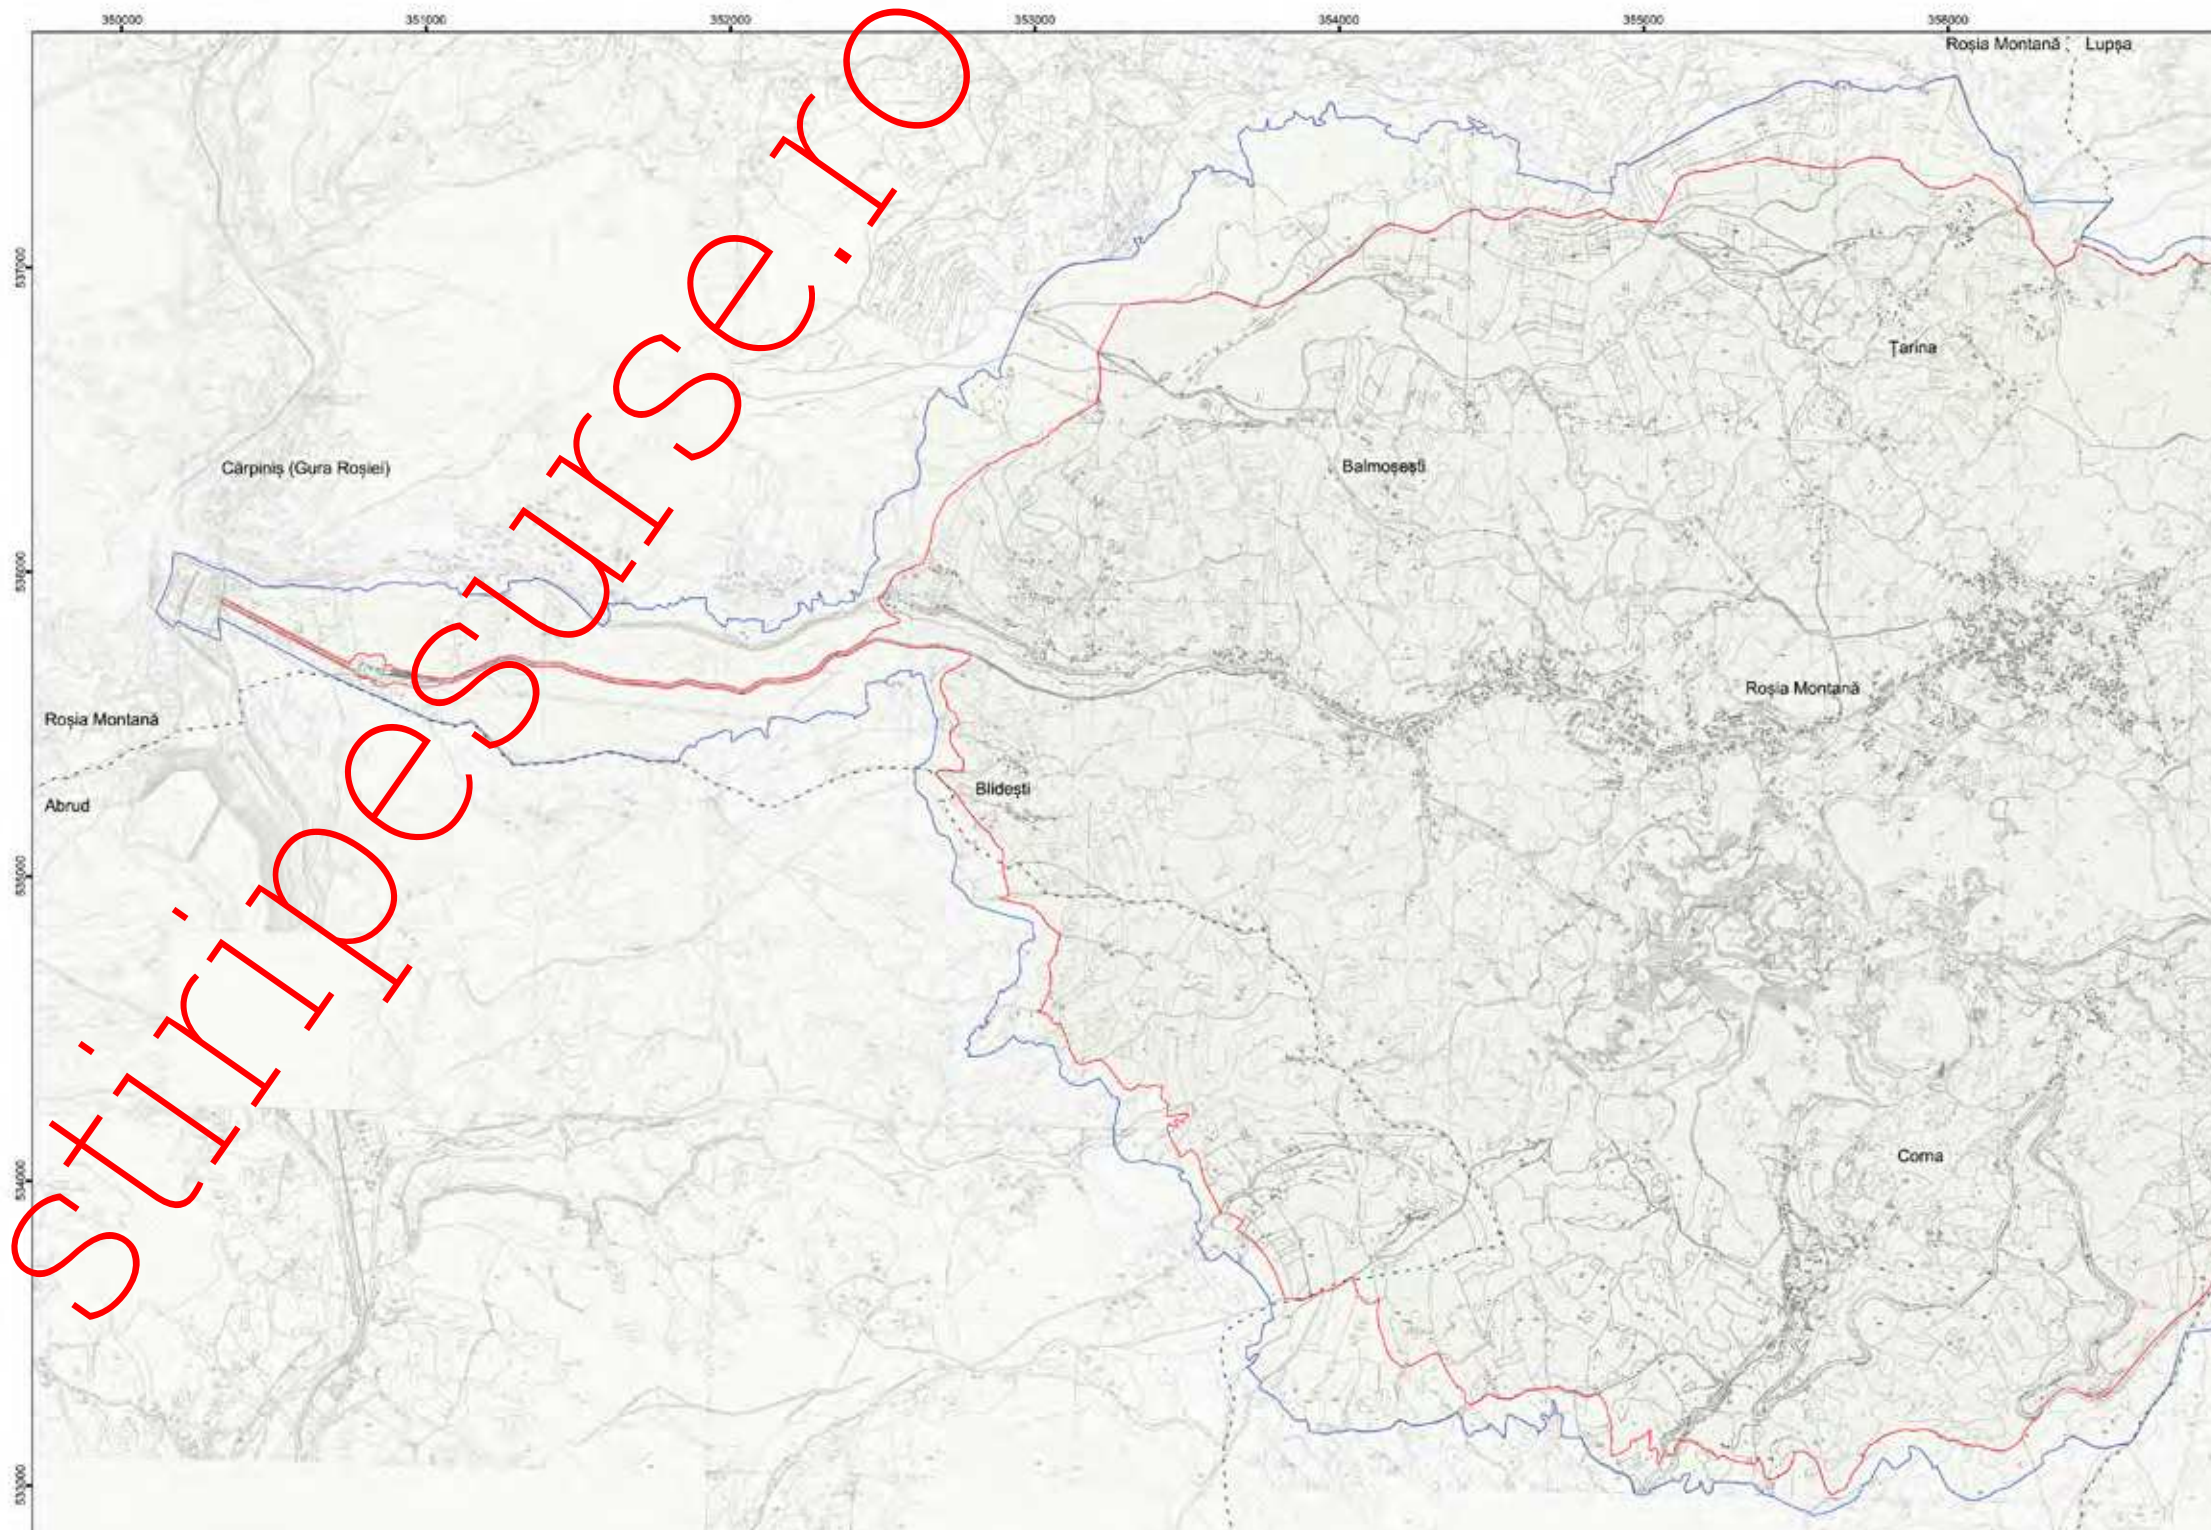 350000 351000 352000 353000 354000 355000 356000
Roșia Montană Lupșa
537000
Țarina
Cărpiniș (Gura Roșiei)
Balmoșești
536000
Roșia Montană
Roșia Montană
Blidești
Abrud
535000
Corna
534000
533000
stiripesurse.ro